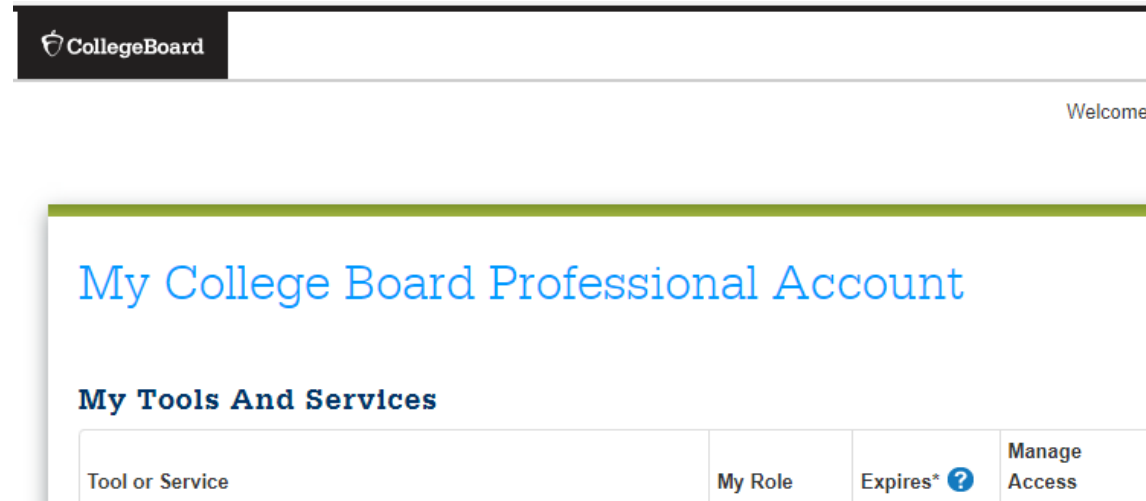 CollegeBoard
Welcome
My College Board Professional Account
My Tools And Services
Tool or Service
My Role
Expires* ?
Manage
Access